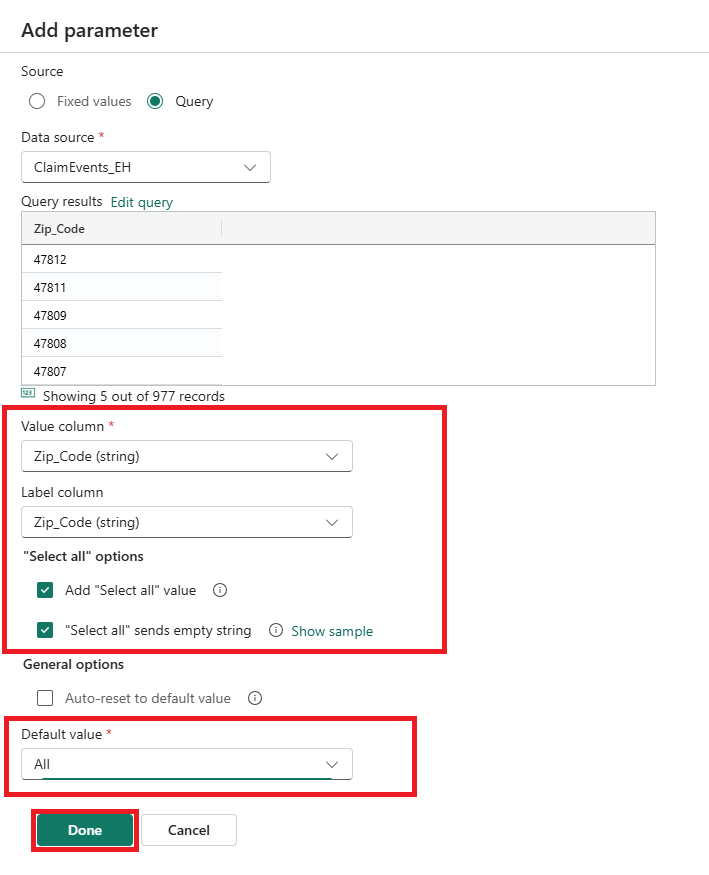 Add parameter
Source
Fixed values Query
Data source *
ClaimEvents_EH
Query results Edit query
Zip_Code
47812
47811
47809
47808
47807
123 Showing 5 out of 977 records
Value column *
Zip_Code (string)
Label column
Zip_Code (string)
"Select all" options
Add "Select all" value
"Select all" sends empty string Show sample
General options
Auto-reset to default value
Default value *
All
Done Cancel